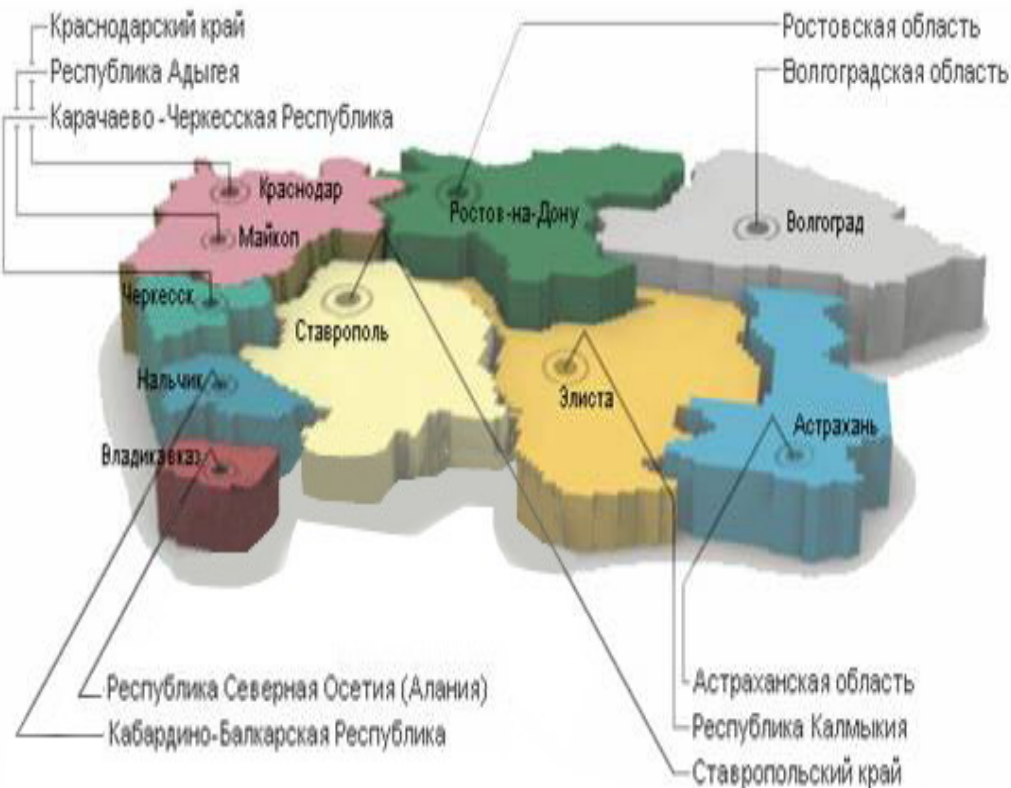 Краснодарский край
Республика Адыгея
Карачаево-Черкесская Республика
Ростовская область
Волгоградская область
Краснодар
Майкоп
Ростов-на-Дону
Волгоград
Черкесск
Ставрополь
Нальчик
Элиста
Астрахань
Владикавказ
Республика Северная Осетия (Алания)
Кабардино-Балкарская Республика
Астраханская область
Республика Калмыкия
Ставропольский край